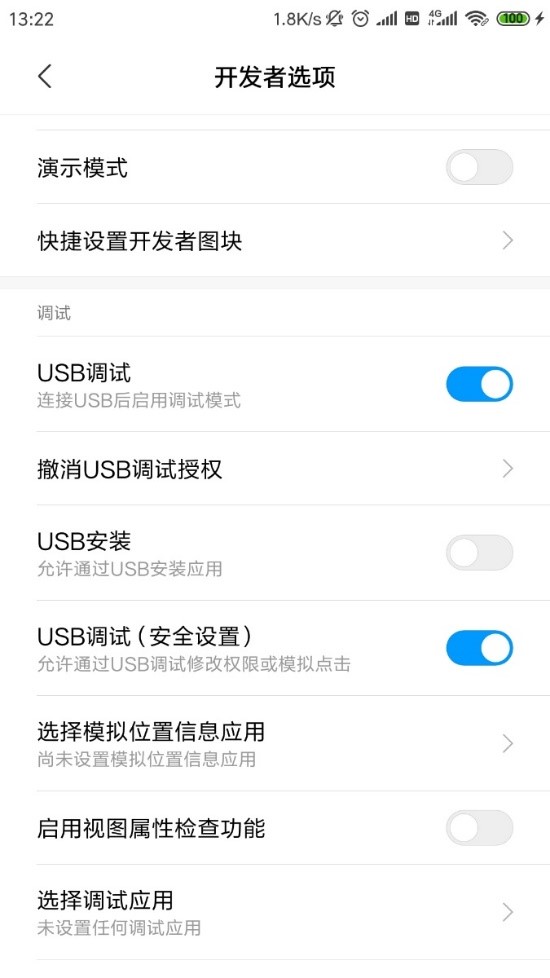 13:22 1.8K/s HD 4G 100
开发者选项
演示模式
快捷设置开发者图块
调试
USB调试
连接USB后启用调试模式
撤消USB调试授权
USB安装
允许通过USB安装应用
USB调试（安全设置）
允许通过USB调试修改权限或模拟点击
选择模拟位置信息应用
尚未设置模拟位置信息应用
启用视图属性检查功能
选择调试应用
未设置任何调试应用